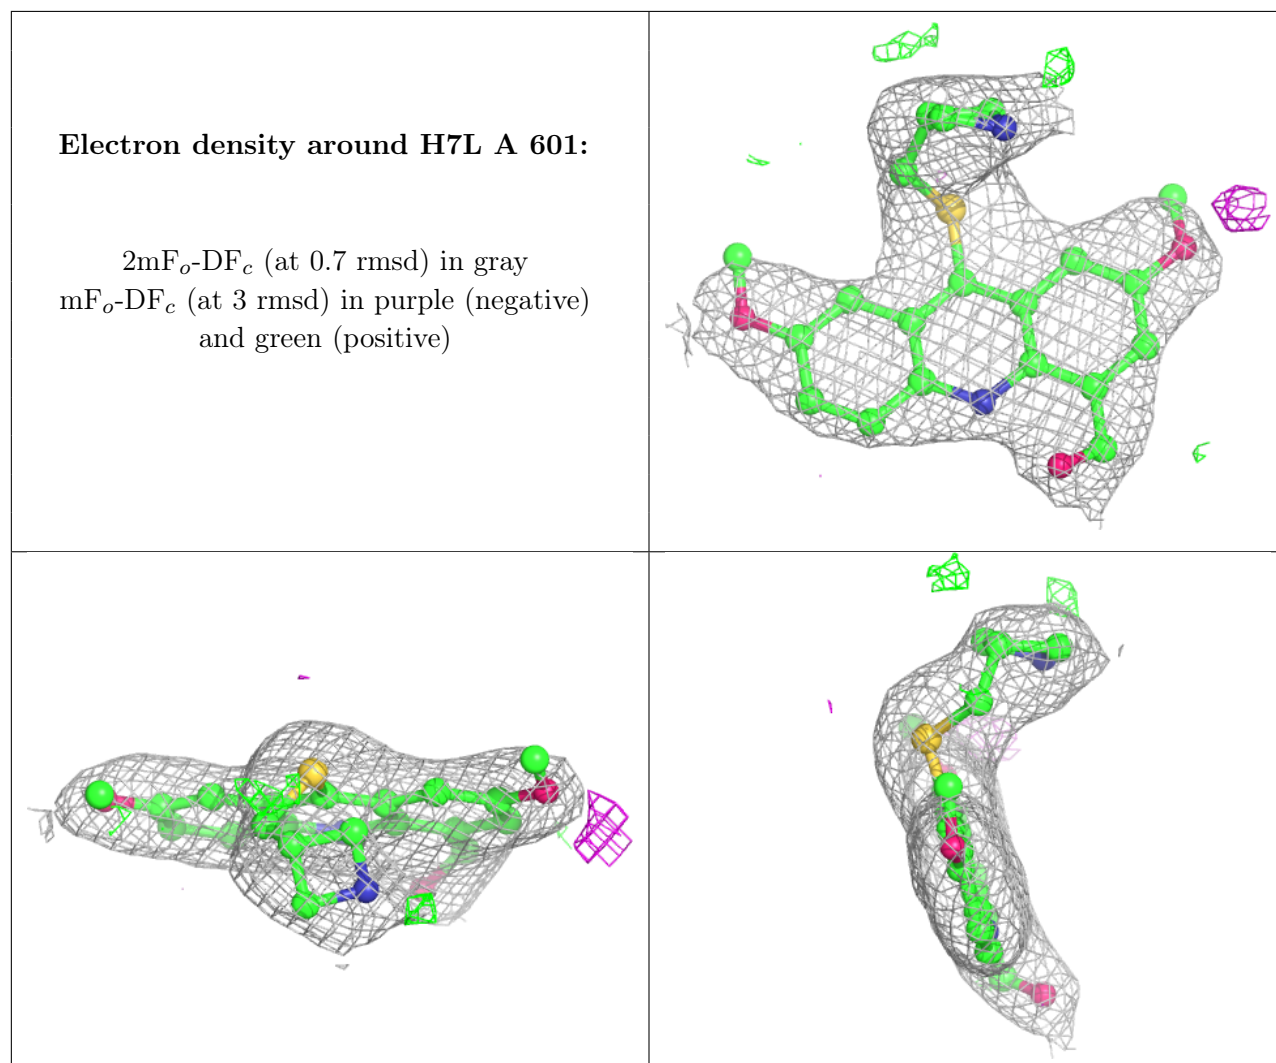 Electron density around H7L A 601:
2mFo-DFc (at 0.7 rmsd) in gray
mFo-DFc (at 3 rmsd) in purple (negative)
and green (positive)